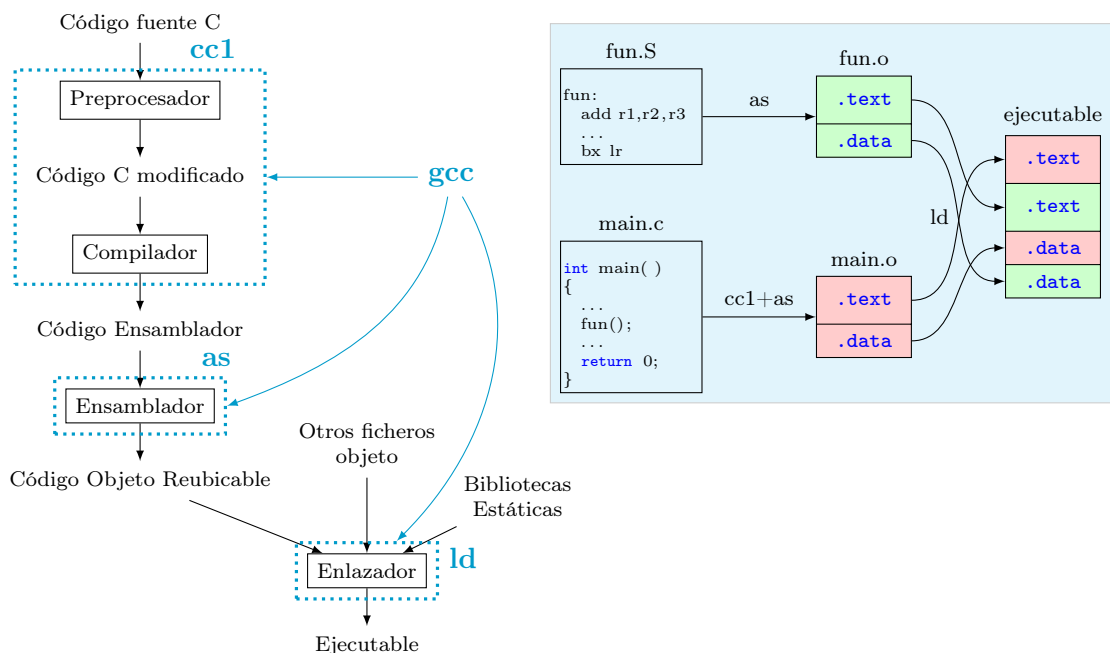 Código fuente C
cc1
Preprocesador
Código C modificado
gcc
Compilador
Código Ensamblador
as
Ensamblador
Código Objeto Reubicable
Otros ficheros
objeto
Bibliotecas
Estáticas
ld
Enlazador
Ejecutable
fun.S
fun:
add r1,r2,r3
...
bx lr
as
fun.o
.text
.data
main.c
int main( )
{
...
fun();
...
return 0;
}
cc1+as
main.o
.text
.data
ld
ejecutable
.text
.text
.data
.data